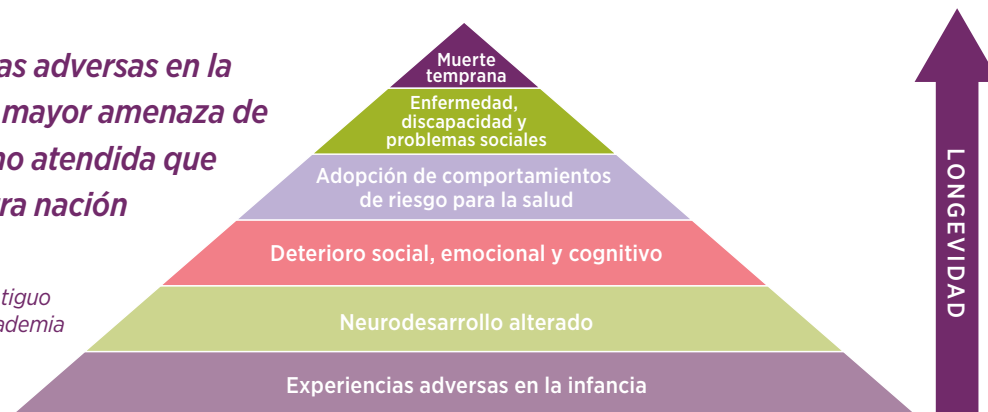 as adversas en la
mayor amenaza de
no atendida que
ra nación
tiguo
ademia
Muerte
temprana
Enfermedad,
discapacidad y
problemas sociales
Adopción de comportamientos
de riesgo para la salud
Deterioro social, emocional y cognitivo
Neurodesarrollo alterado
Experiencias adversas en la infancia
LONGEVIDAD